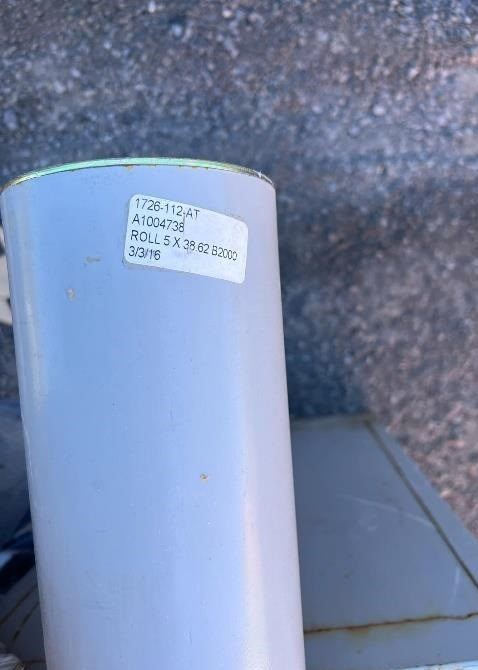 1726-112-AT
A1004738
ROLL 5 X 38.62 B2000
3/3/16